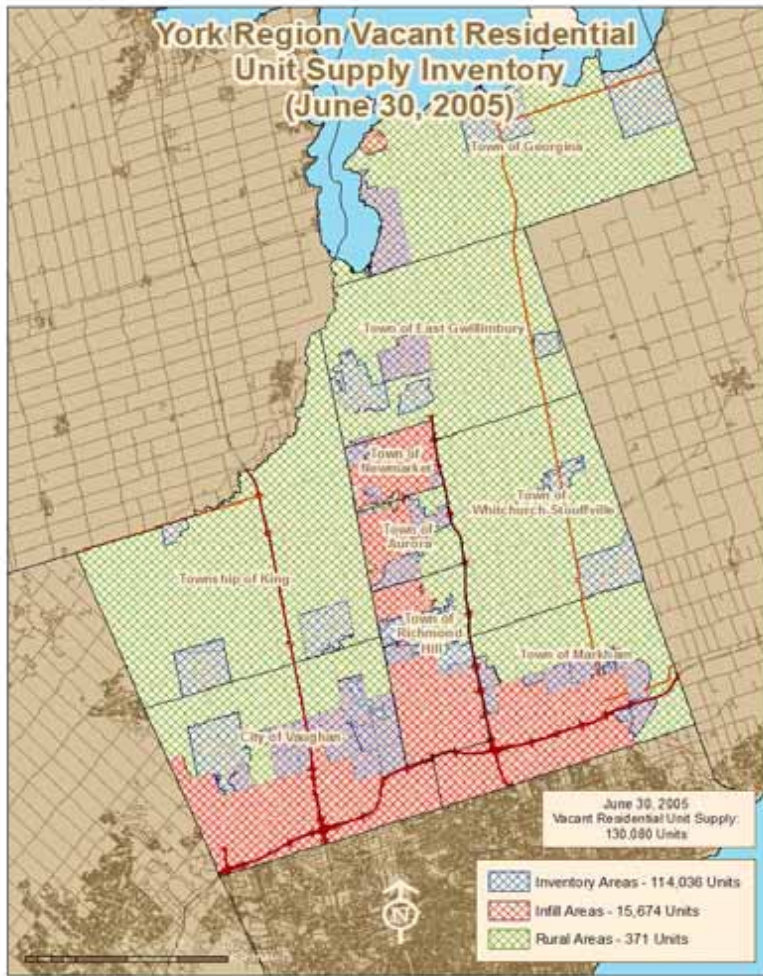 York Region Vacant Residential
Unit Supply Inventory
(June 30, 2005)
Town of Georgina
Town of East Gwillimbury
Town of
Newmarket
Town of
Whitchurch-Stouffville
Town of
Aurora
Township of King
Town of
Richmond
Hill
Town of Markham
City of Vaughan
June 30, 2005
Vacant Residential Unit Supply:
130,080 Units
N
Inventory Areas - 114,036 Units
Infill Areas - 15,674 Units
Rural Areas - 371 Units